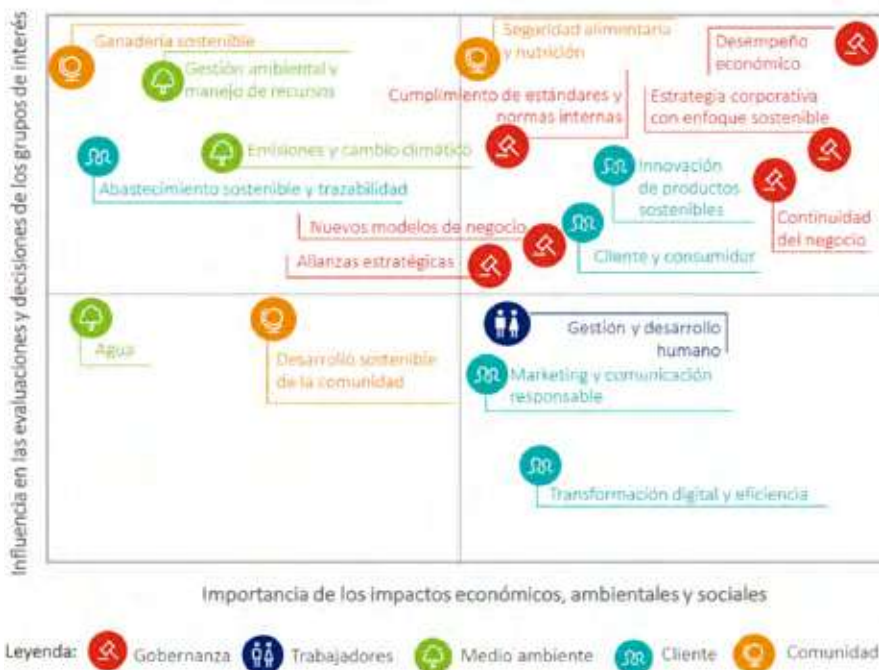 Influencia en las evaluaciones y decisiones de los grupos de interés
Ganadería sostenible
Gestión ambiental y
manejo de recursos
Emisiones y cambio climático
Abastecimiento sostenible y trazabilidad
Seguridad alimentaria
y nutrición
Cumplimiento de estándares y
normas internas
Desempeño
económico
Estrategia corporativa
con enfoque sostenible
Innovación
de productos
sostenibles
Continuidad
del negocio
Nuevos modelos de negocio
Alianzas estratégicas
Cliente y consumidor
Agua
Desarrollo sostenible
de la comunidad
Gestión y desarrollo
humano
Marketing y comunicación
responsable
Transformación digital y eficiencia
Importancia de los impactos económicos, ambientales y sociales
Leyenda: Gobernanza Trabajadores Medio ambiente Cliente Comunidad